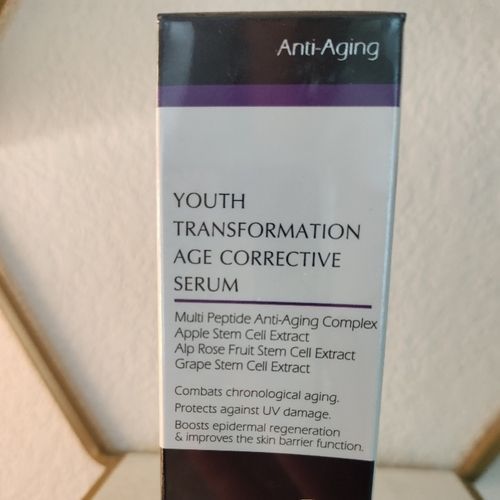 Anti-Aging
YOUTH
TRANSFORMATION
AGE CORRECTIVE
SERUM
Multi Peptide Anti-Aging Complex
Apple Stem Cell Extract
Alp Rose Fruit Stem Cell Extract
Grape Stem Cell Extract
Combats chronological aging.
Protects against UV damage.
Boosts epidermal regeneration
& improves the skin barrier function.